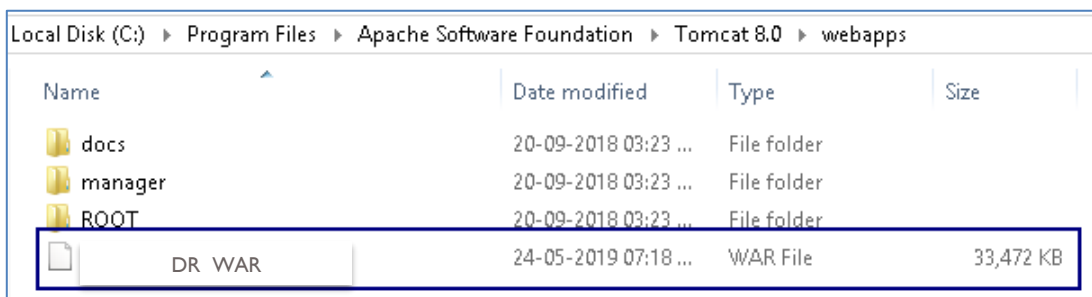 Local Disk (C:) ▸ Program Files ▸ Apache Software Foundation ▸ Tomcat 8.0 ▸ webapps
Name Date modified Type Size
docs 20-09-2018 03:23 ... File folder
manager 20-09-2018 03:23 ... File folder
ROOT 20-09-2018 03:23 ... File folder
DR WAR 24-05-2019 07:18 ... WAR File 33,472 KB